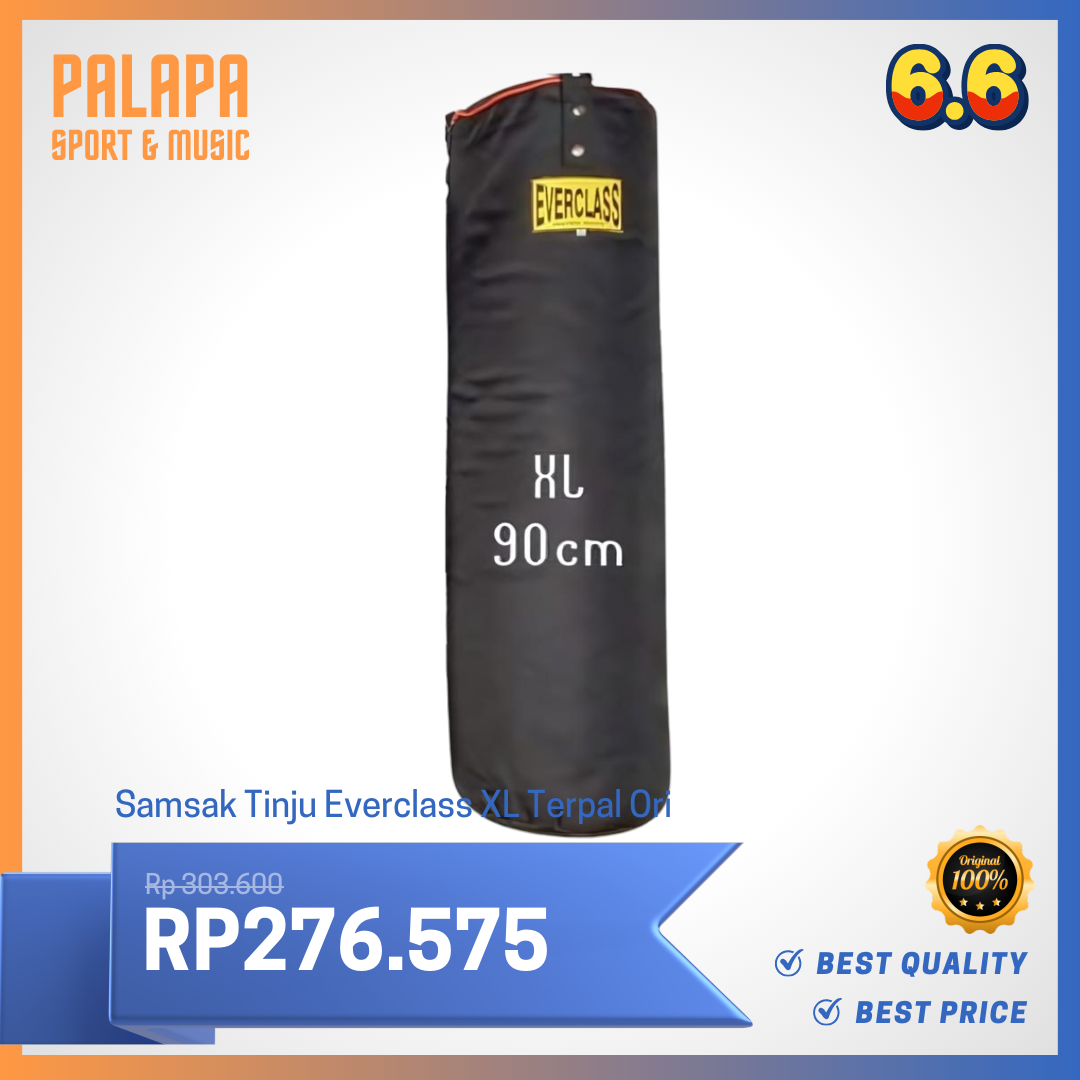 PALAPA
SPORT & MUSIC
6.6
EVERCLASS
XL
90cm
Samsak Tinju Everclass XL Terpal Ori
Rp 303.600
RP276.575
Original
100%
BEST QUALITY
BEST PRICE